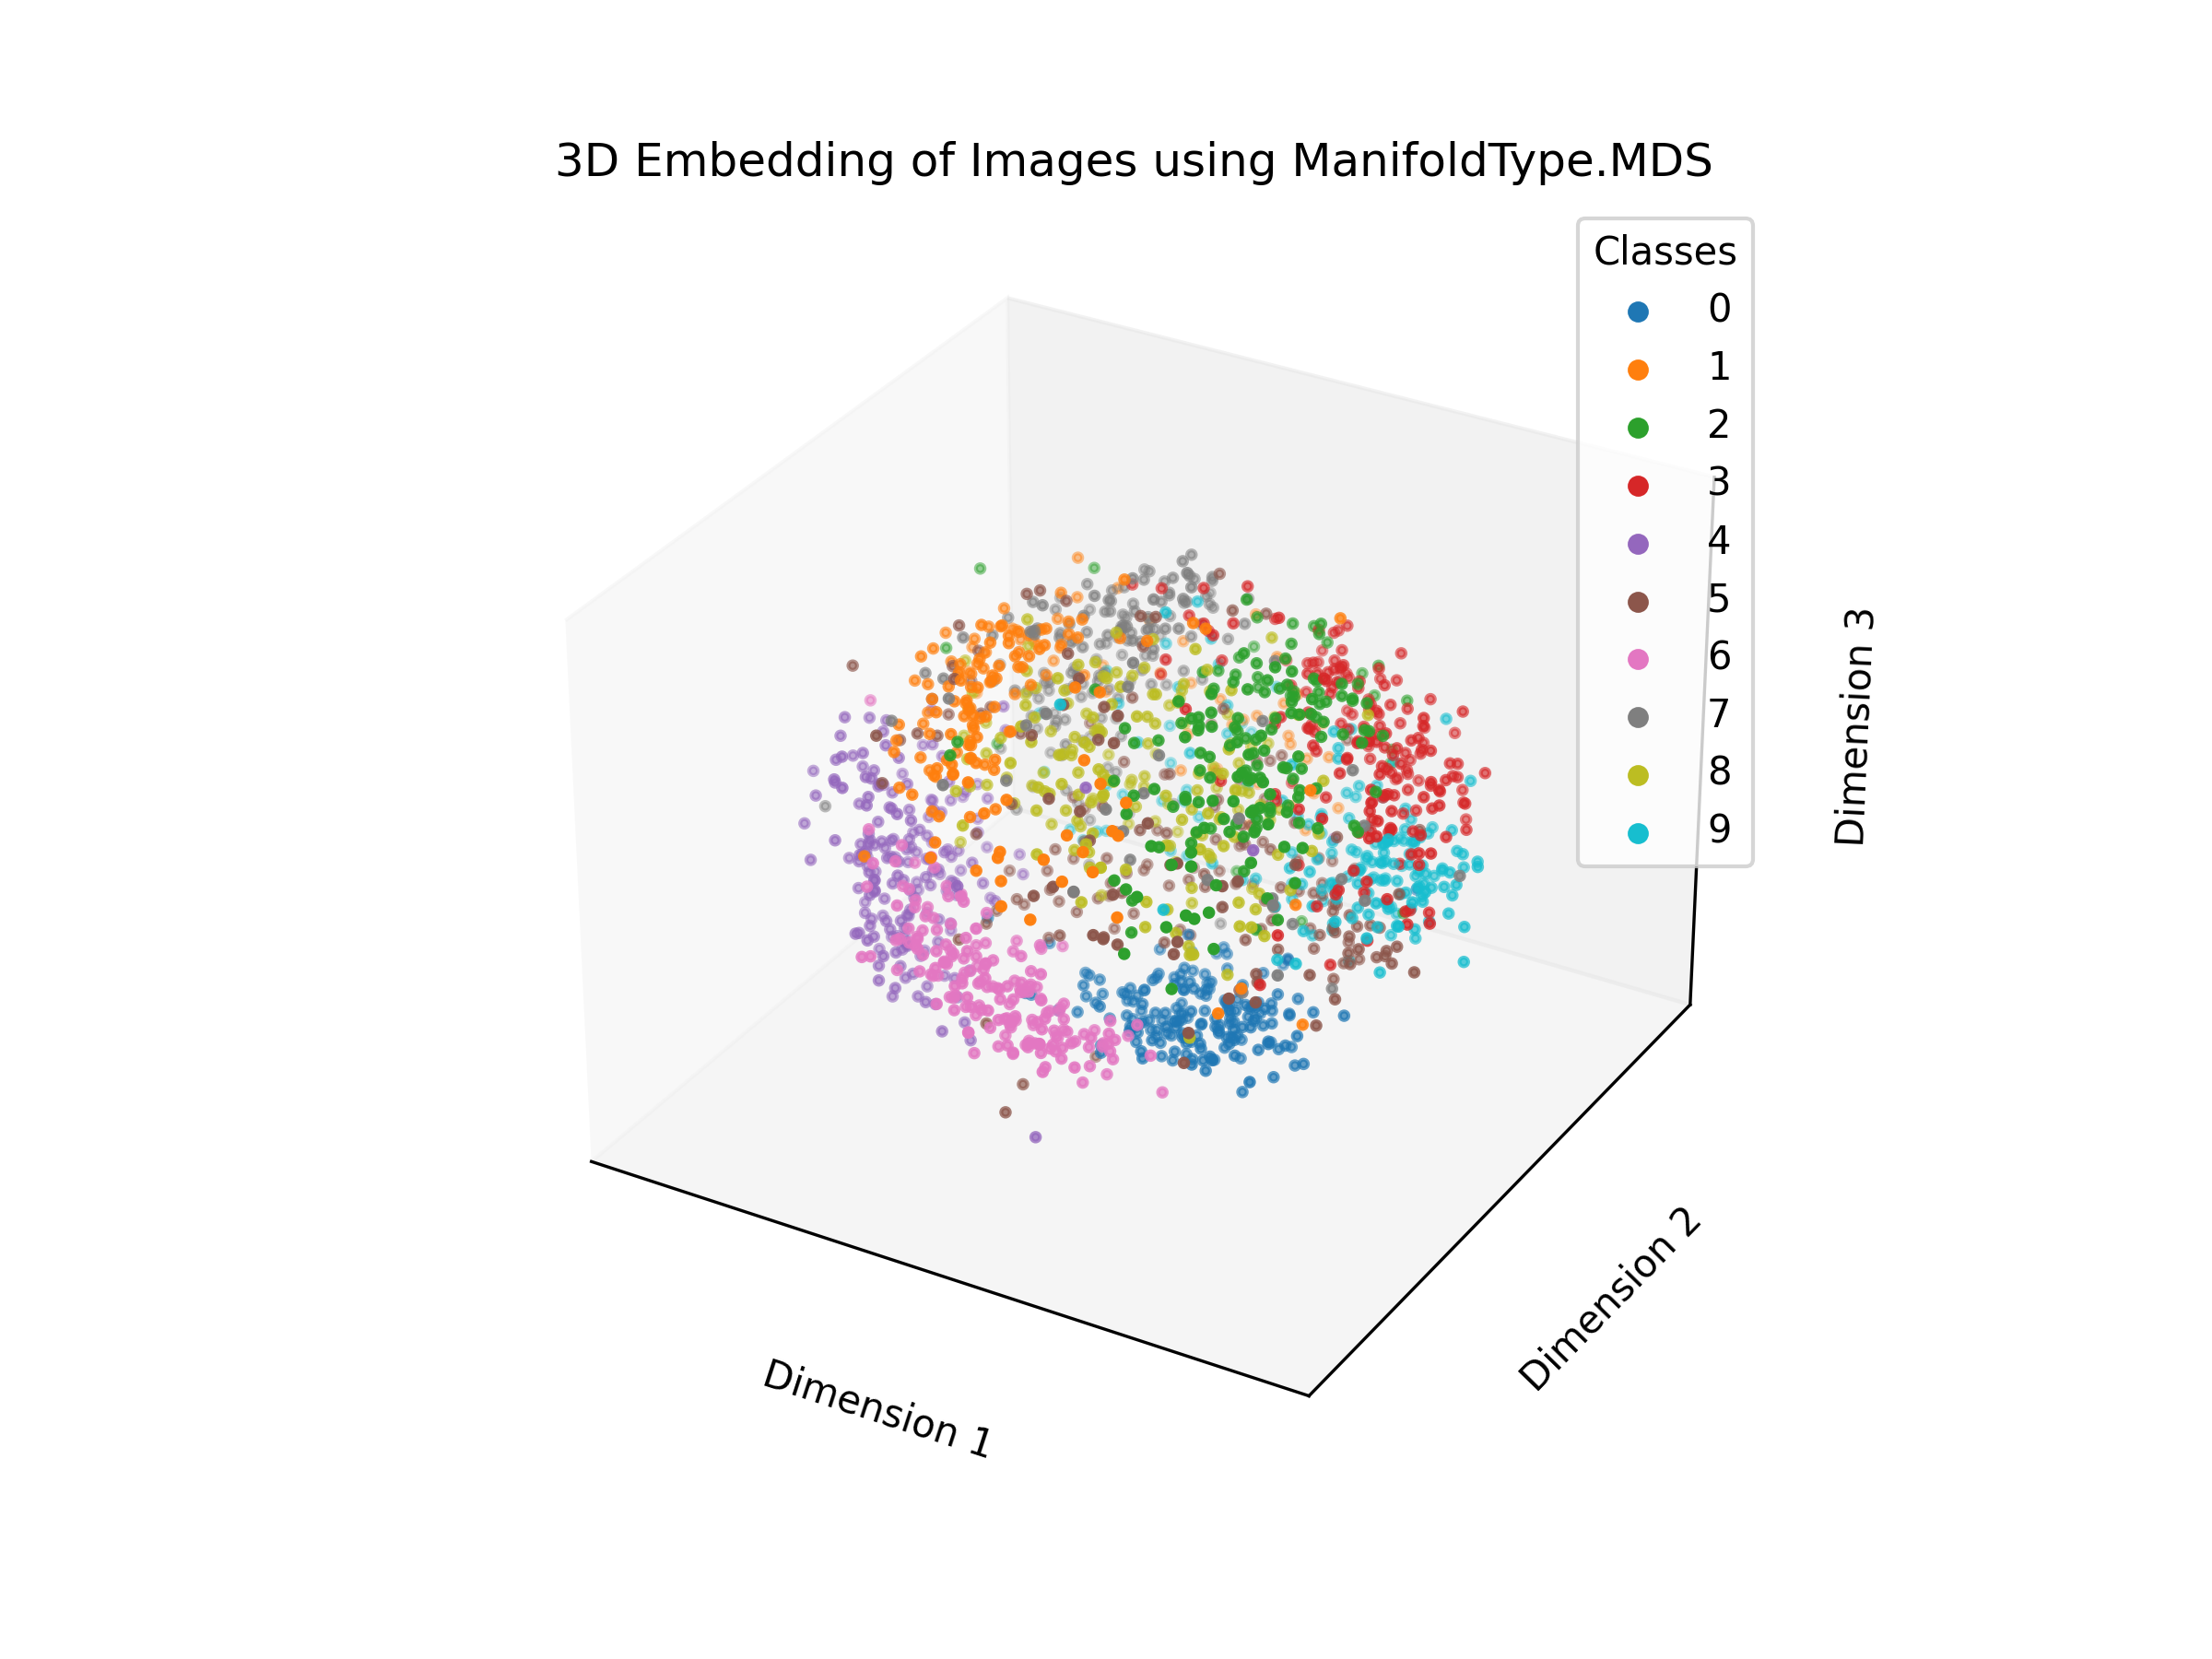 3D Embedding of Images using ManifoldType.MDS
Classes
0
1
2
3
4
5
6
7
8
9
Dimension 3
Dimension 2
Dimension 1